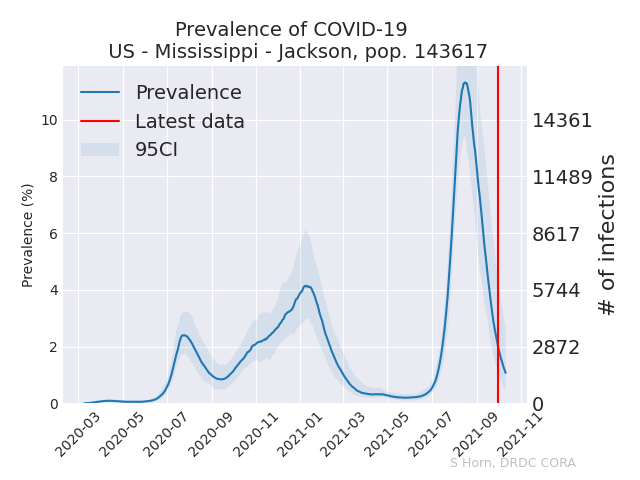 Prevalence of COVID-19
US - Mississippi - Jackson, pop. 143617
Prevalence
Latest data
95CI
Prevalence (%)
10
8
6
4
2
0
14361
11489
8617
5744
2872
0
# of infections
2020-03
2020-05
2020-07
2020-09
2020-11
2021-01
2021-03
2021-05
2021-07
2021-09
2021-11
S Horn, DRDC CORA